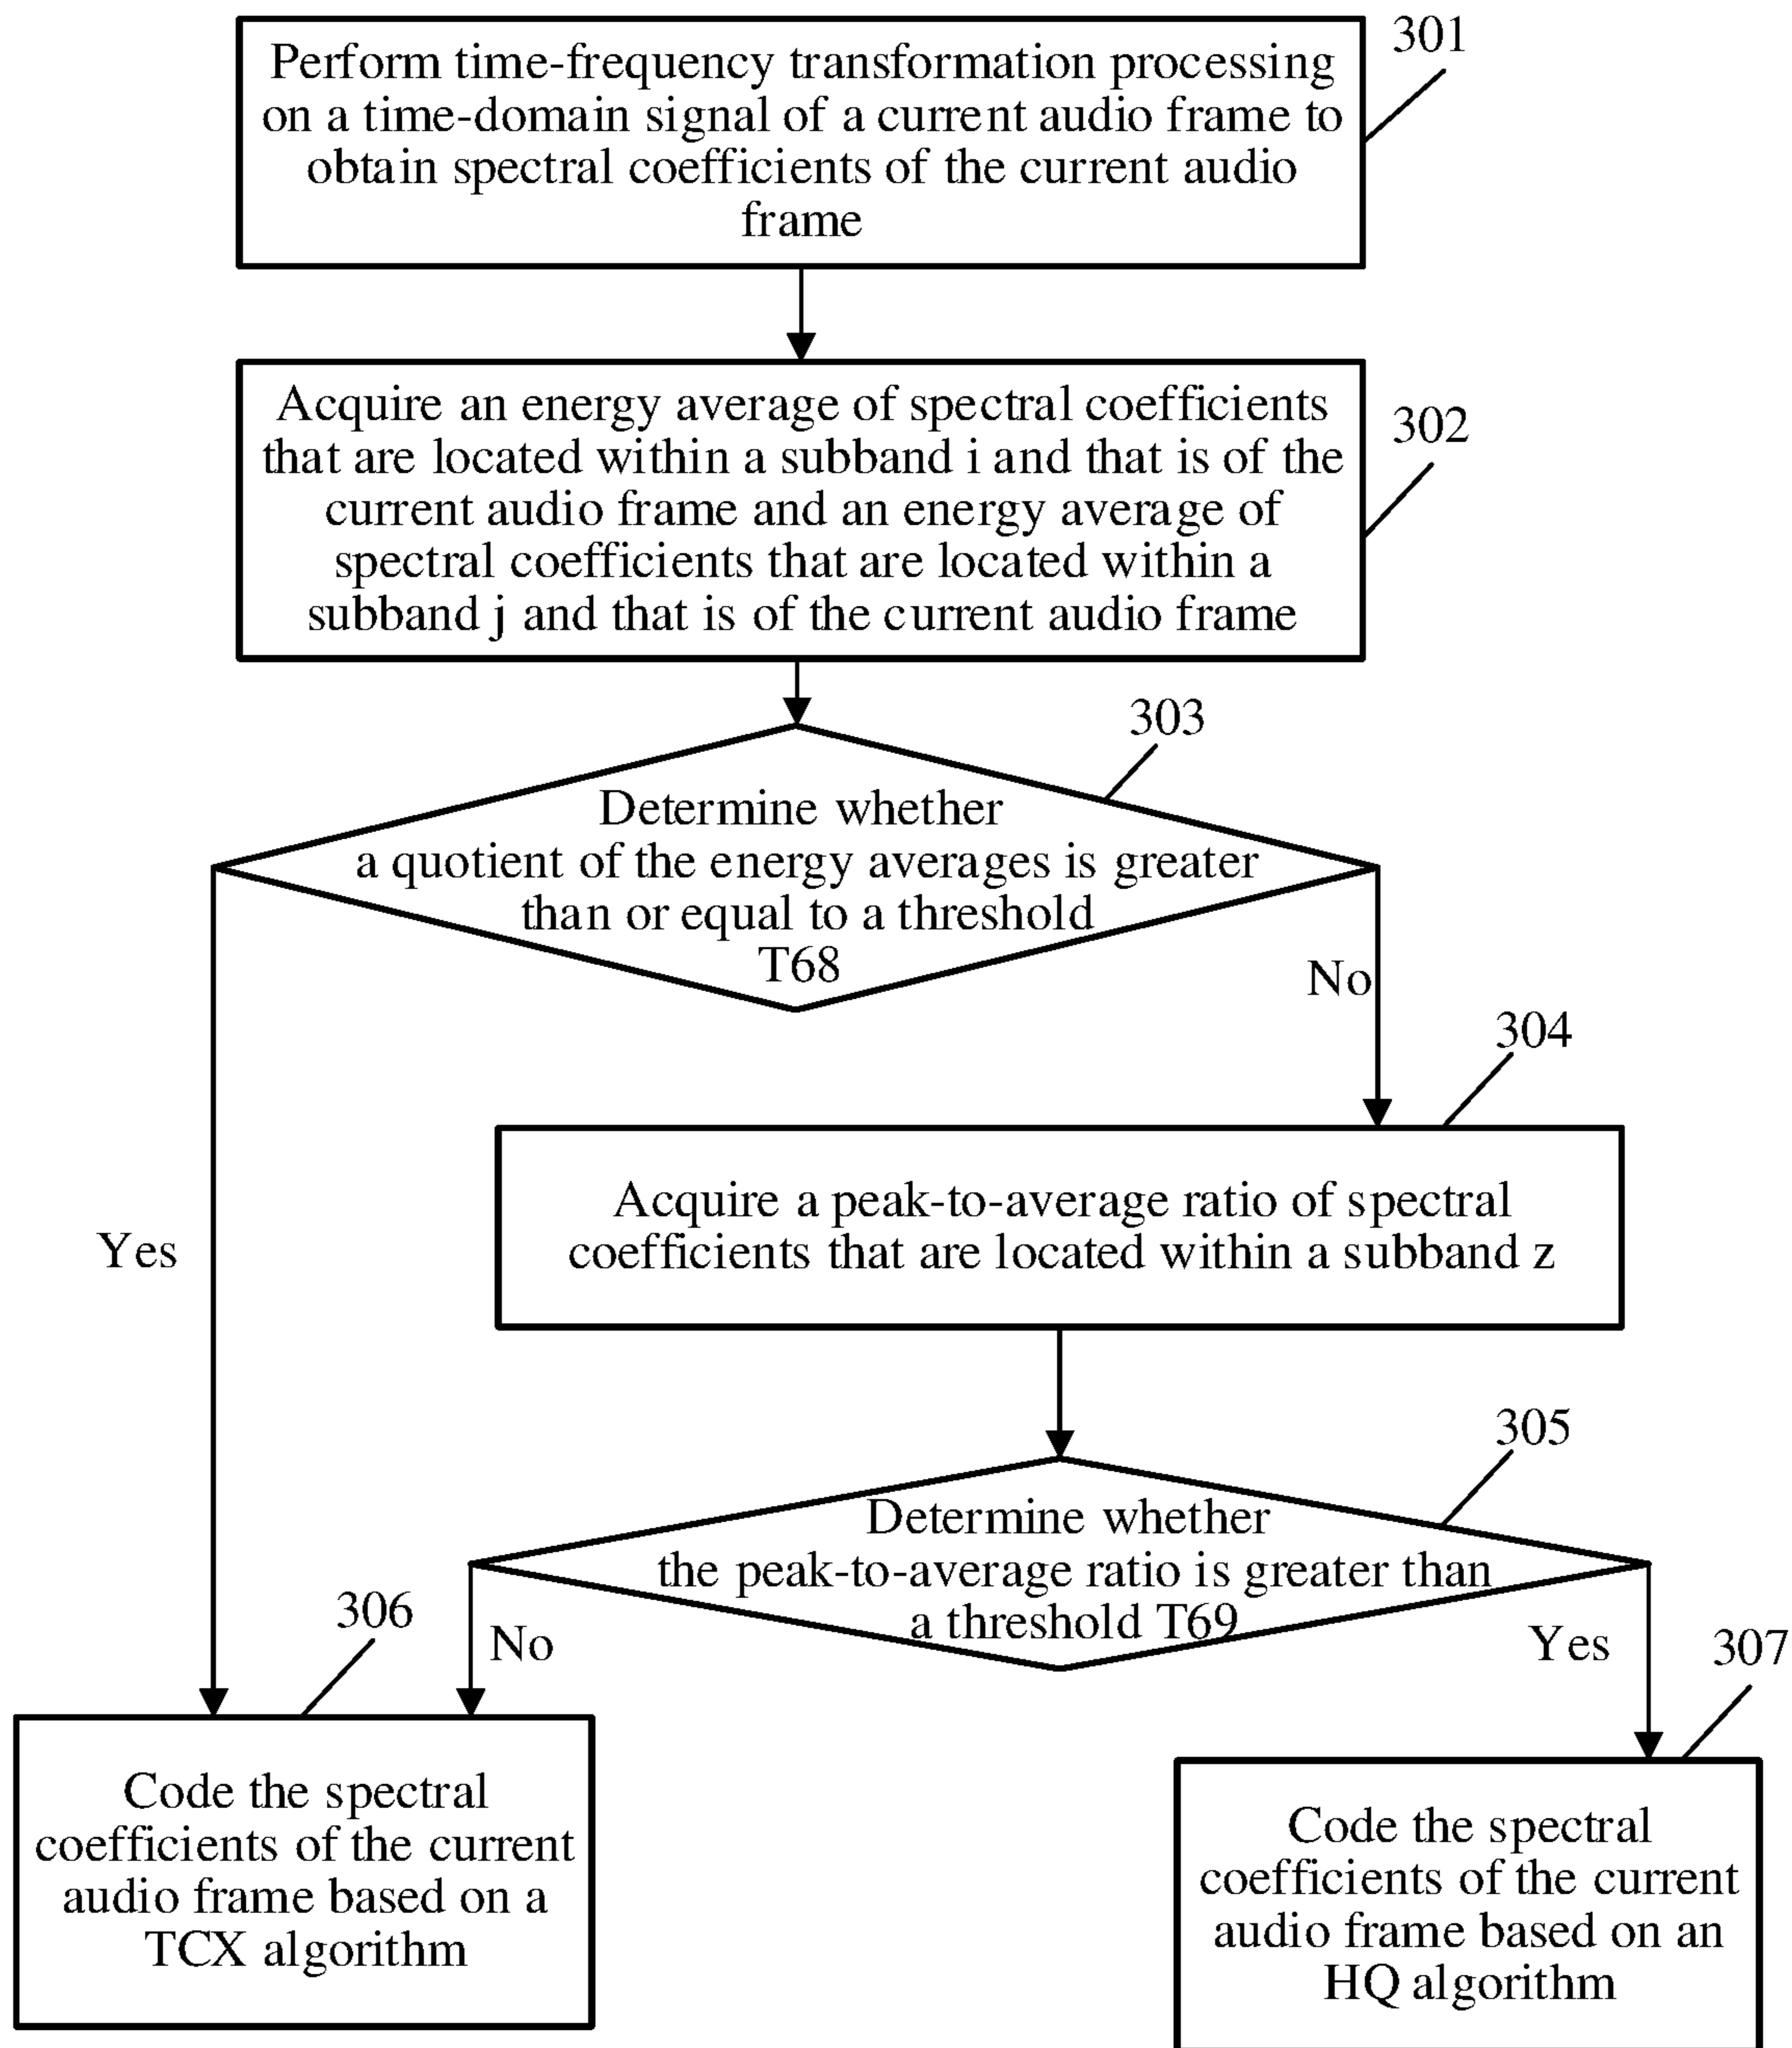 301
Perform time-frequency transformation processing
on a time-domain signal of a current audio frame to
obtain spectral coefficients of the current audio
frame
302
Acquire an energy average of spectral coefficients
that are located within a subband i and that is of the
current audio frame and an energy average of
spectral coefficients that are located within a
subband j and that is of the current audio frame
303
Determine whether
a quotient of the energy averages is greater
than or equal to a threshold
T68
No
304
Acquire a peak-to-average ratio of spectral
coefficients that are located within a subband z
Yes
305
Determine whether
the peak-to-average ratio is greater than
a threshold T69
306
No
Yes
307
Code the spectral
coefficients of the current
audio frame based on a
TCX algorithm
Code the spectral
coefficients of the current
audio frame based on an
HQ algorithm